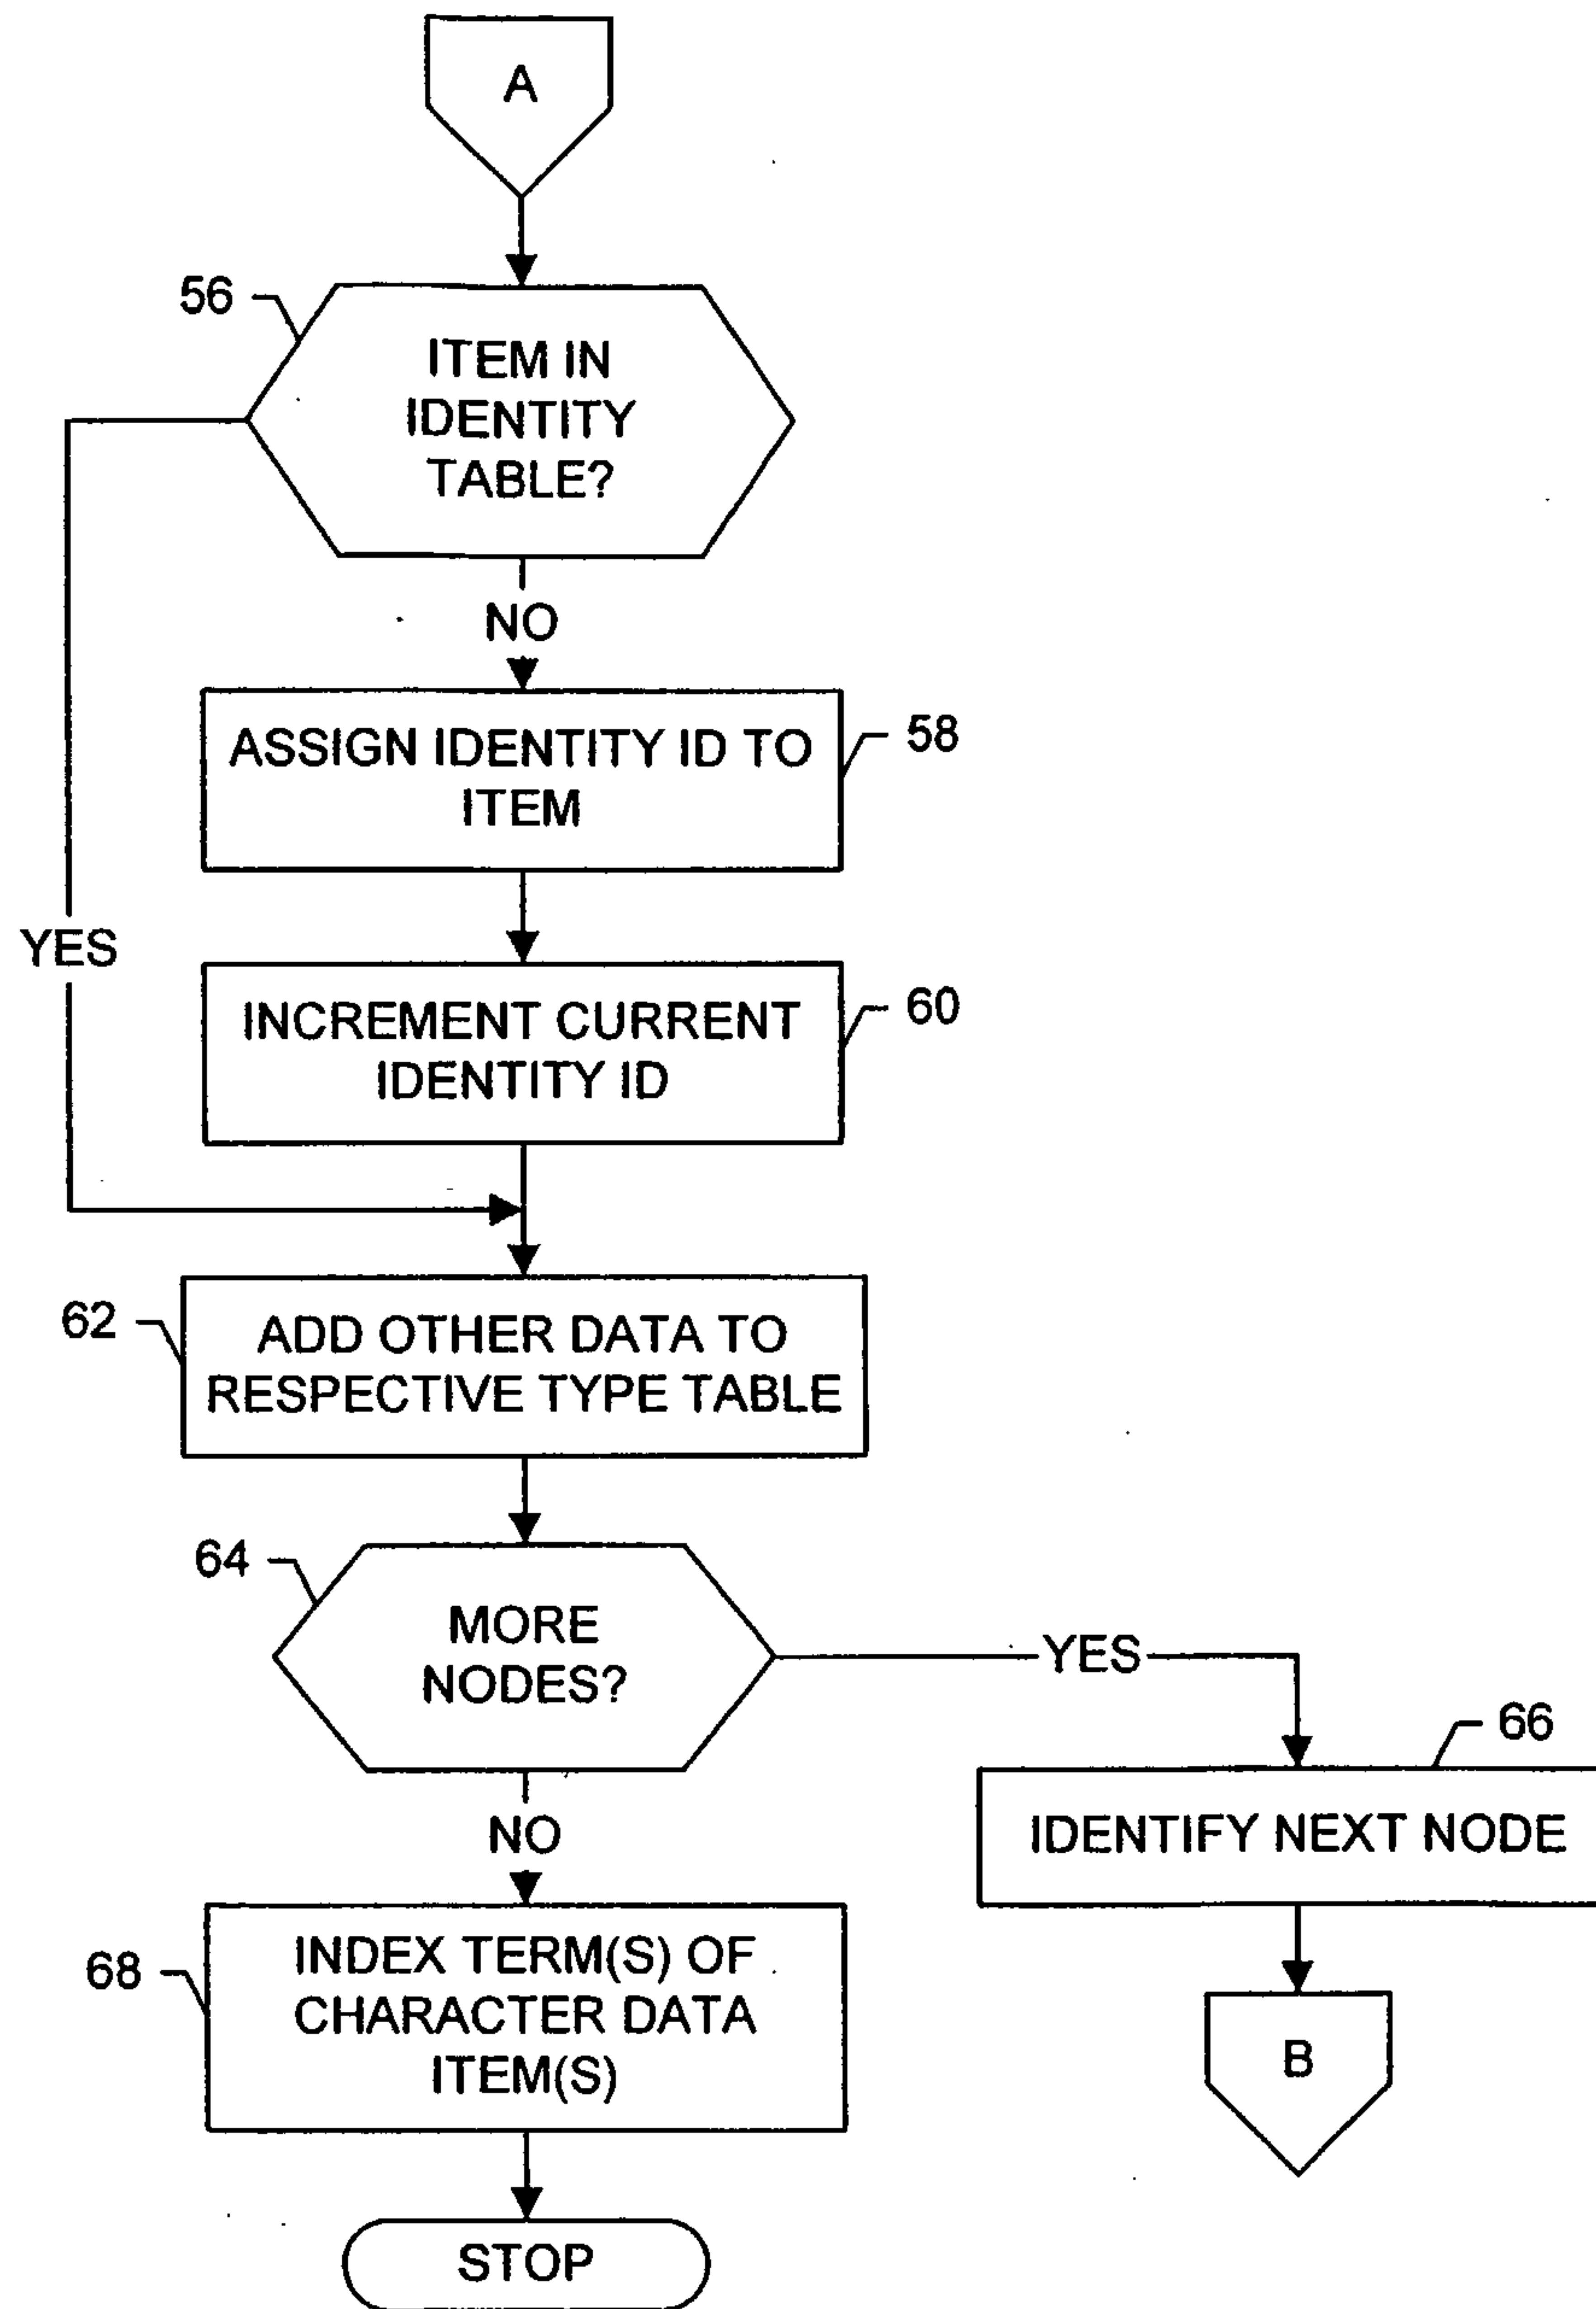 A
56
ITEM IN
IDENTITY
TABLE?
NO
ASSIGN IDENTITY ID TO
ITEM
58
YES
INCREMENT CURRENT
IDENTITY ID
60
62
ADD OTHER DATA TO
RESPECTIVE TYPE TABLE
64
MORE
NODES?
YES
66
NO
IDENTIFY NEXT NODE
68
INDEX TERM(S) OF
CHARACTER DATA
ITEM(S)
B
STOP